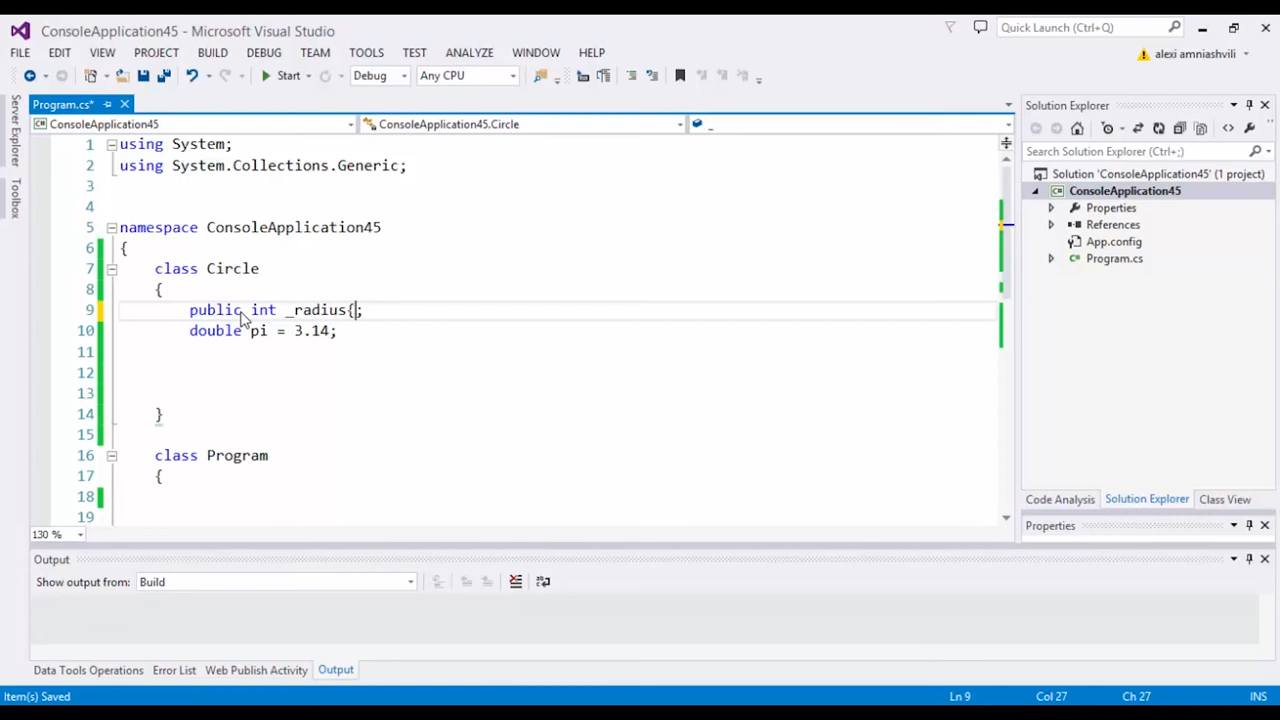 ConsoleApplication45 - Microsoft Visual Studio
Quick Launch (Ctrl+Q)
FILE EDIT VIEW PROJECT BUILD DEBUG TEAM TOOLS TEST ANALYZE WINDOW HELP
alexi amniashvili
Start Debug Any CPU
Server Explorer
Toolbox
Program.cs*
ConsoleApplication45 ConsoleApplication45.Circle _
1 using System;
2 using System.Collections.Generic;
3
4
5 namespace ConsoleApplication45
6 {
7 class Circle
8 {
9 public int _radius{;
10 double pi = 3.14;
11
12
13
14 }
15
16 class Program
17 {
18
19
130 %
Solution Explorer
Search Solution Explorer (Ctrl+;)
Solution 'ConsoleApplication45' (1 project)
ConsoleApplication45
Properties
References
App.config
Program.cs
Code Analysis Solution Explorer Class View
Properties
Output
Show output from: Build
Data Tools Operations Error List Web Publish Activity Output
Item(s) Saved Ln 9 Col 27 Ch 27 INS